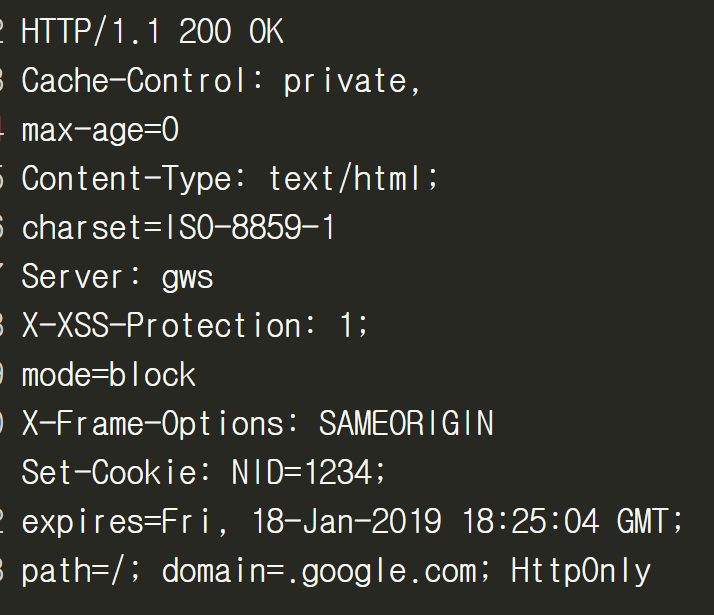 HTTP/1.1 200 OK
Cache-Control: private,
max-age=0
Content-Type: text/html;
charset=ISO-8859-1
Server: gws
X-XSS-Protection: 1;
mode=block
X-Frame-Options: SAMEORIGIN
Set-Cookie: NID=1234;
expires=Fri, 18-Jan-2019 18:25:04 GMT;
path=/; domain=.google.com; HttpOnly